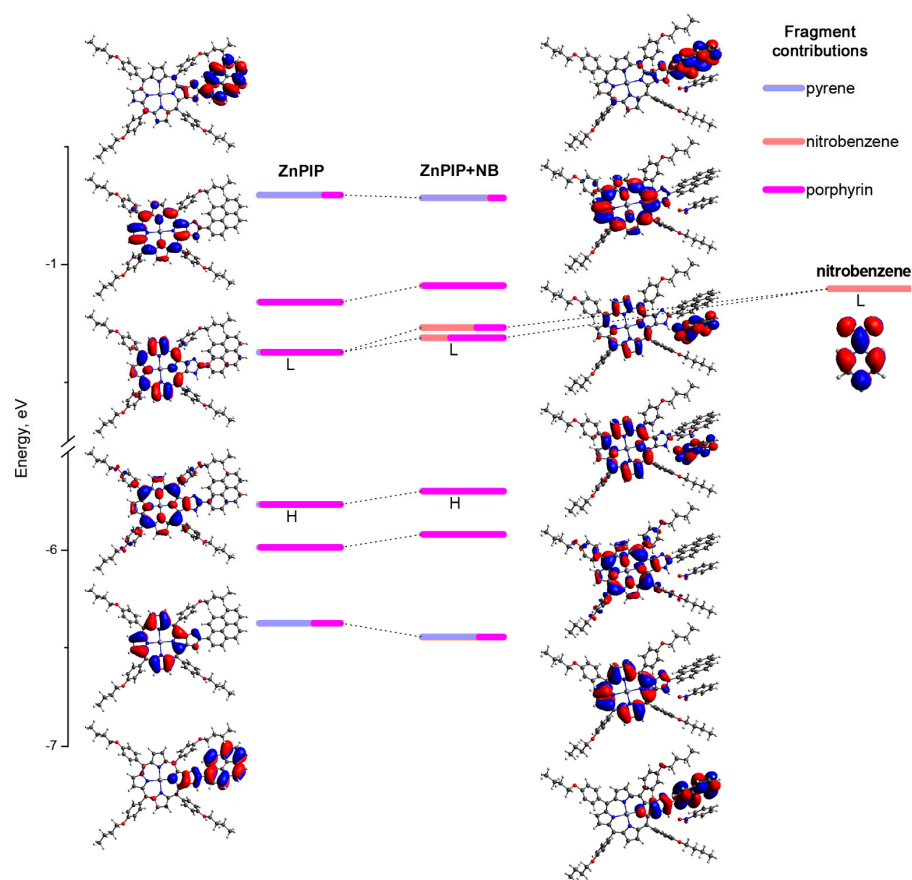 Fragment
contributions
pyrene
nitrobenzene
porphyrin
ZnPIP
ZnPIP+NB
nitrobenzene
L
-1
L
L
Energy, eV
H
H
-6
-7